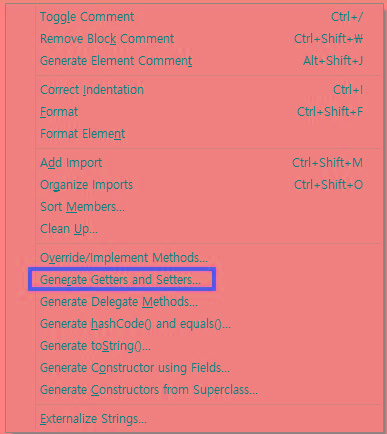 Toggle Comment Ctrl+/
Remove Block Comment Ctrl+Shift+₩
Generate Element Comment Alt+Shift+J
Correct Indentation Ctrl+I
Format Ctrl+Shift+F
Format Element
Add Import Ctrl+Shift+M
Organize Imports Ctrl+Shift+O
Sort Members...
Clean Up...
Override/Implement Methods...
Generate Getters and Setters...
Generate Delegate Methods...
Generate hashCode() and equals()...
Generate toString()...
Generate Constructor using Fields...
Generate Constructors from Superclass...
Externalize Strings...